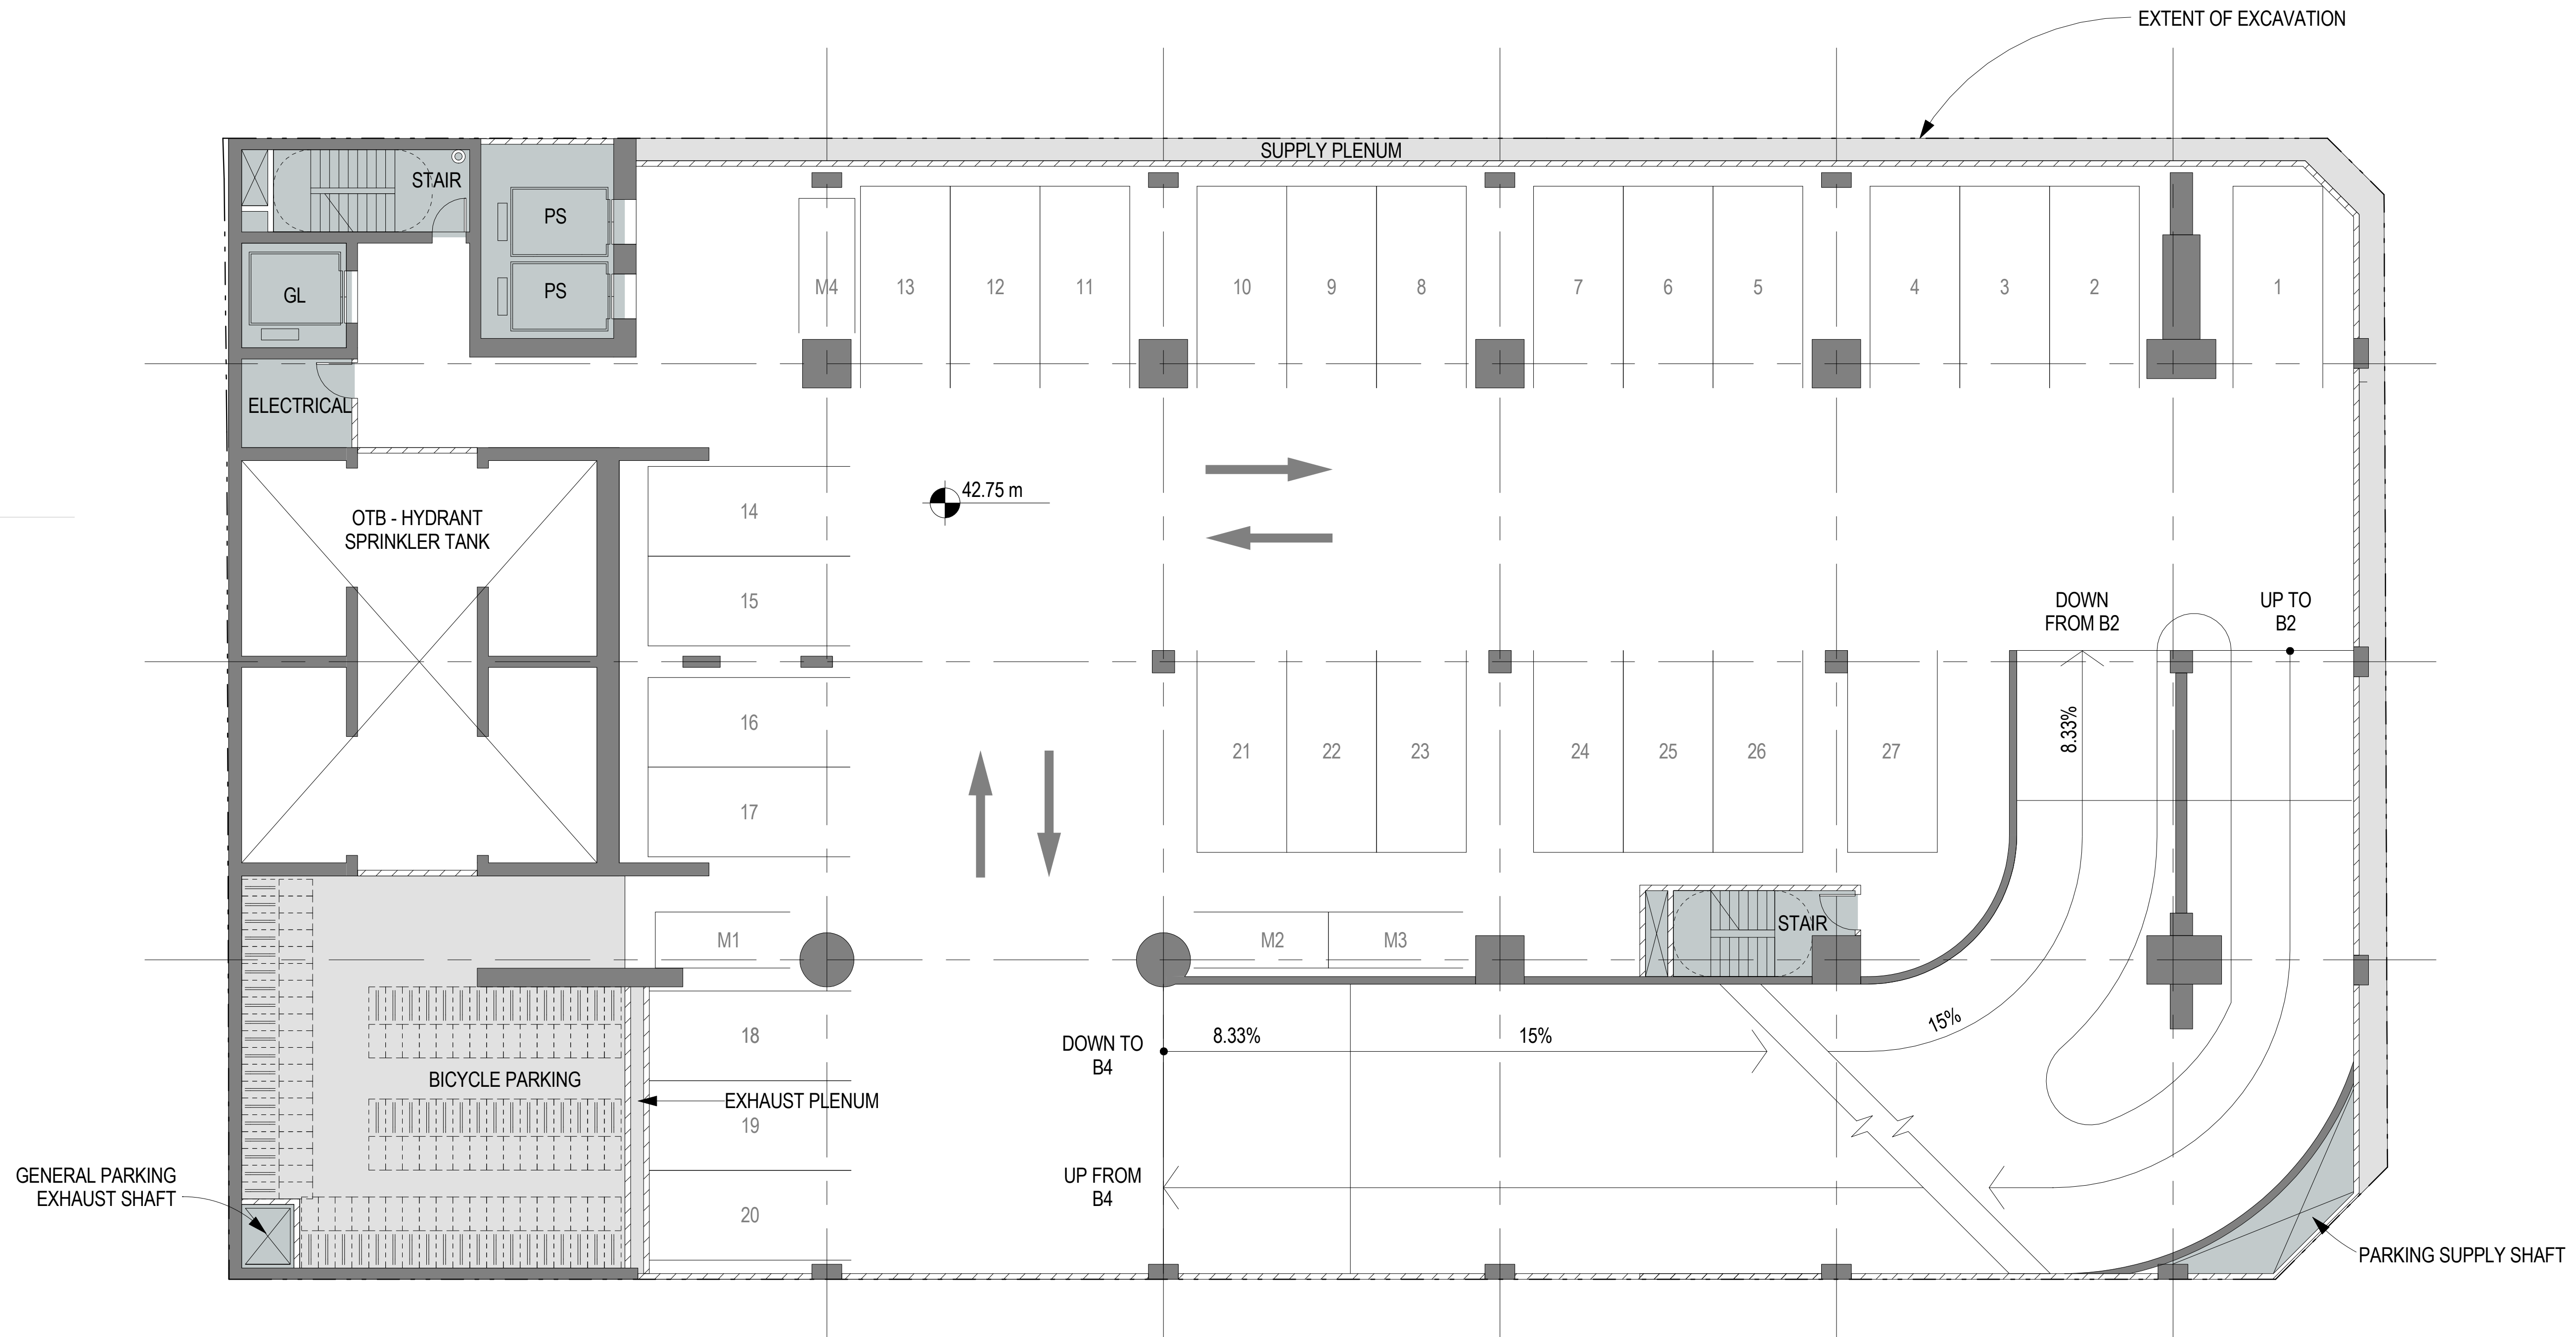 EXTENT OF EXCAVATION
SUPPLY PLENUM
STAIR
PS
GL
PS
M4
13
12
11
10
9
8
7
6
5
4
3
2
1
ELECTRICAL
42.75 m
14
OTB - HYDRANT
SPRINKLER TANK
15
DOWN
FROM B2
UP TO
B2
16
8.33%
21
22
23
24
25
26
27
17
M1
M2
M3
STAIR
18
DOWN TO
B4
8.33%
15%
15%
BICYCLE PARKING
EXHAUST PLENUM
19
GENERAL PARKING
EXHAUST SHAFT
UP FROM
B4
20
PARKING SUPPLY SHAFT